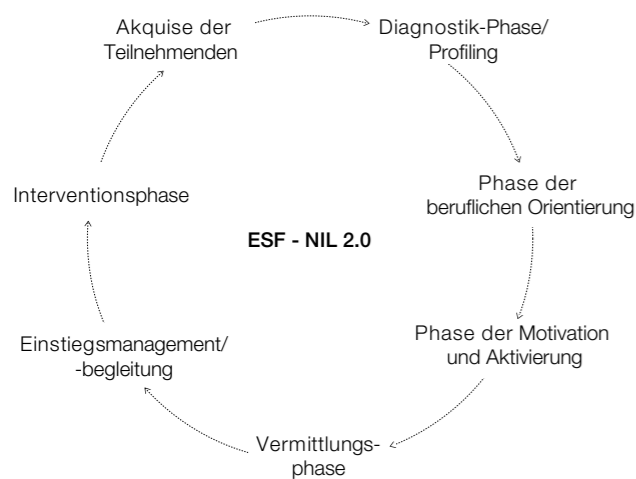 Akquise der
Teilnehmenden
Diagnostik-Phase/
Profiling
Phase der
beruflichen Orientierung
Phase der Motivation
und Aktivierung
Vermittlungs-
phase
Einstiegsmanagement/
-begleitung
Interventionsphase
ESF - NIL 2.0